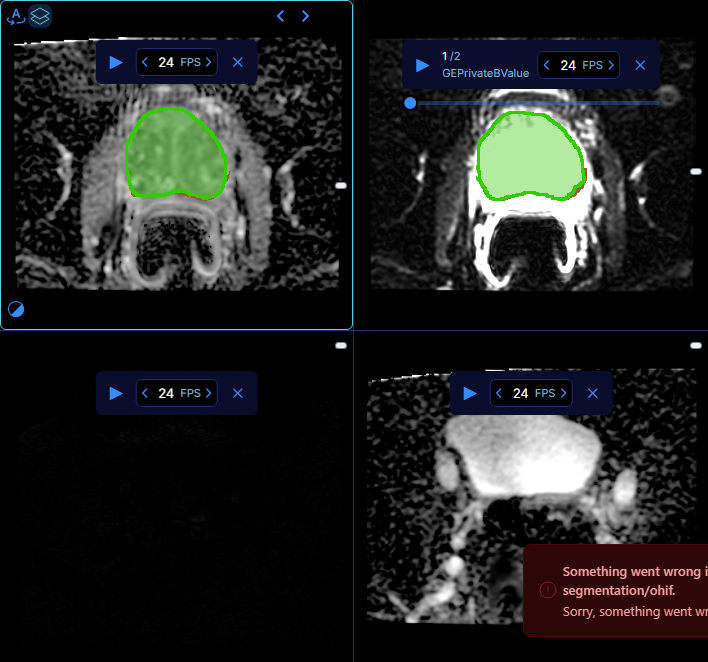 A
24 FPS
1 /2
GEPrivateBValue
24 FPS
24 FPS
24 FPS
Something went wrong i
segmentation/ohif.
Sorry, something went wr